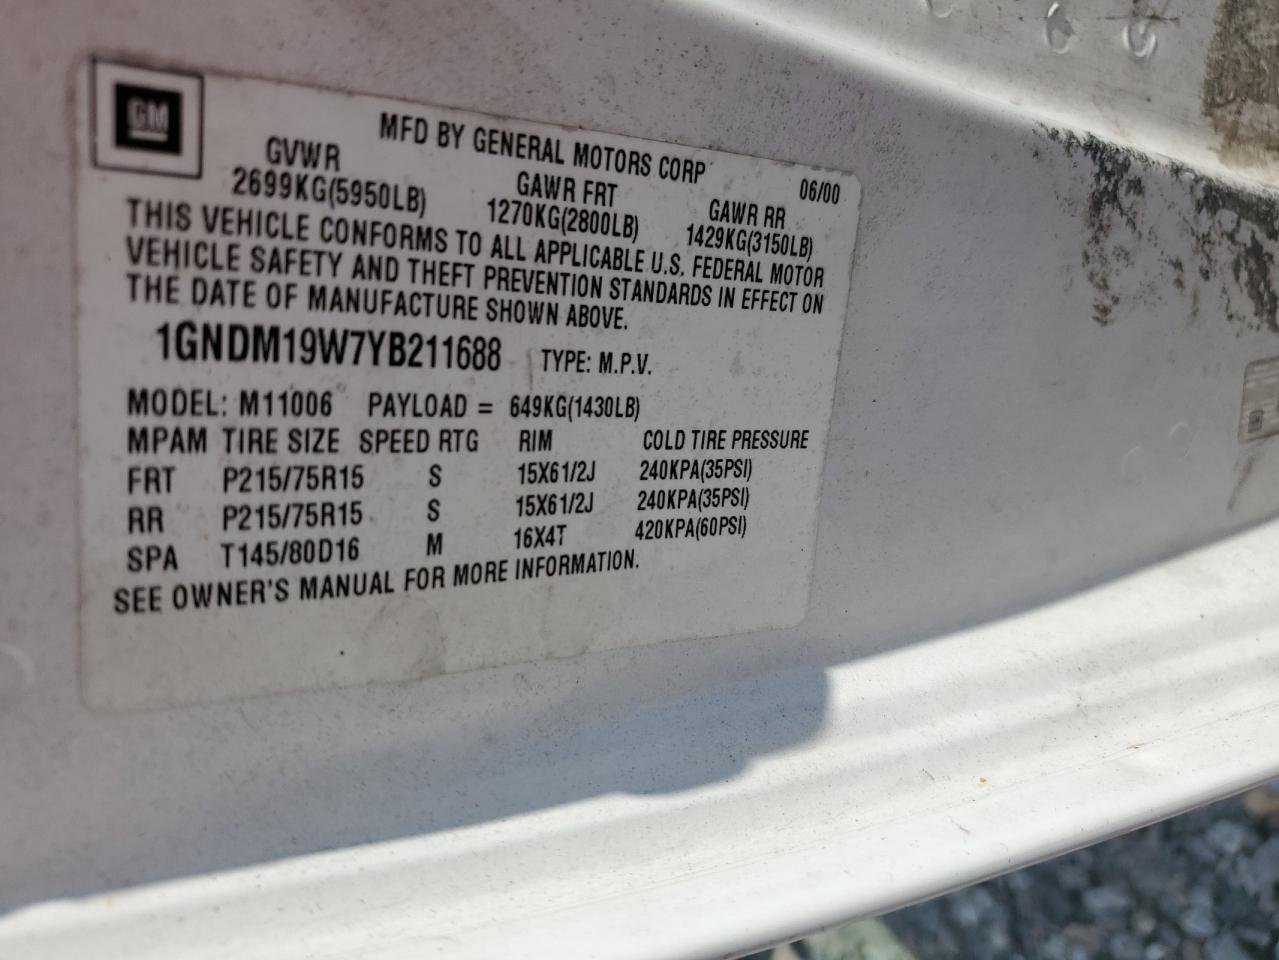 GM
MFD BY GENERAL MOTORS CORP
06/00
GVWR GAWR FRT GAWR RR
2699KG(5950LB) 1270KG(2800LB) 1429KG(3150LB)
THIS VEHICLE CONFORMS TO ALL APPLICABLE U.S. FEDERAL MOTOR
VEHICLE SAFETY AND THEFT PREVENTION STANDARDS IN EFFECT ON
THE DATE OF MANUFACTURE SHOWN ABOVE.
1GNDM19W7YB211688 TYPE: M.P.V.
MODEL: M11006 PAYLOAD = 649KG(1430LB)
MPAM TIRE SIZE SPEED RTG RIM COLD TIRE PRESSURE
FRT P215/75R15 S 15X61/2J 240KPA(35PSI)
RR P215/75R15 S 15X61/2J 240KPA(35PSI)
SPA T145/80D16 M 16X4T 420KPA(60PSI)
SEE OWNER'S MANUAL FOR MORE INFORMATION.